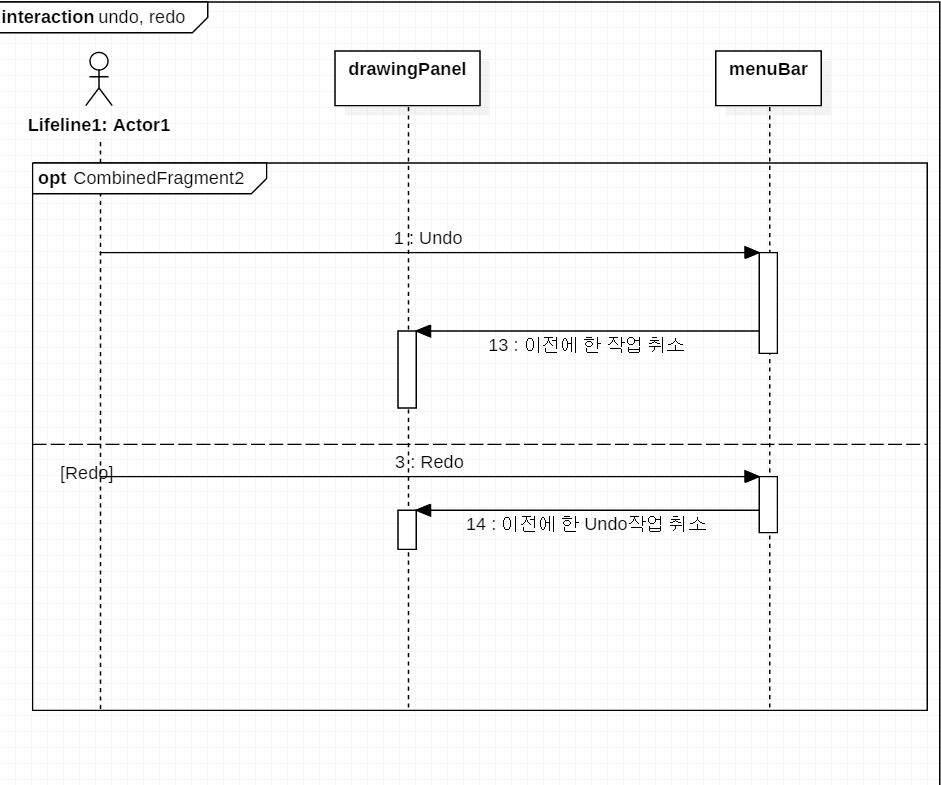 interaction undo, redo
drawingPanel
menuBar
Lifeline1: Actor1
opt CombinedFragment2
1 : Undo
13 : 이전에 한 작업 취소
3 : Redo
[Redo]
14 : 이전에 한 Undo작업 취소